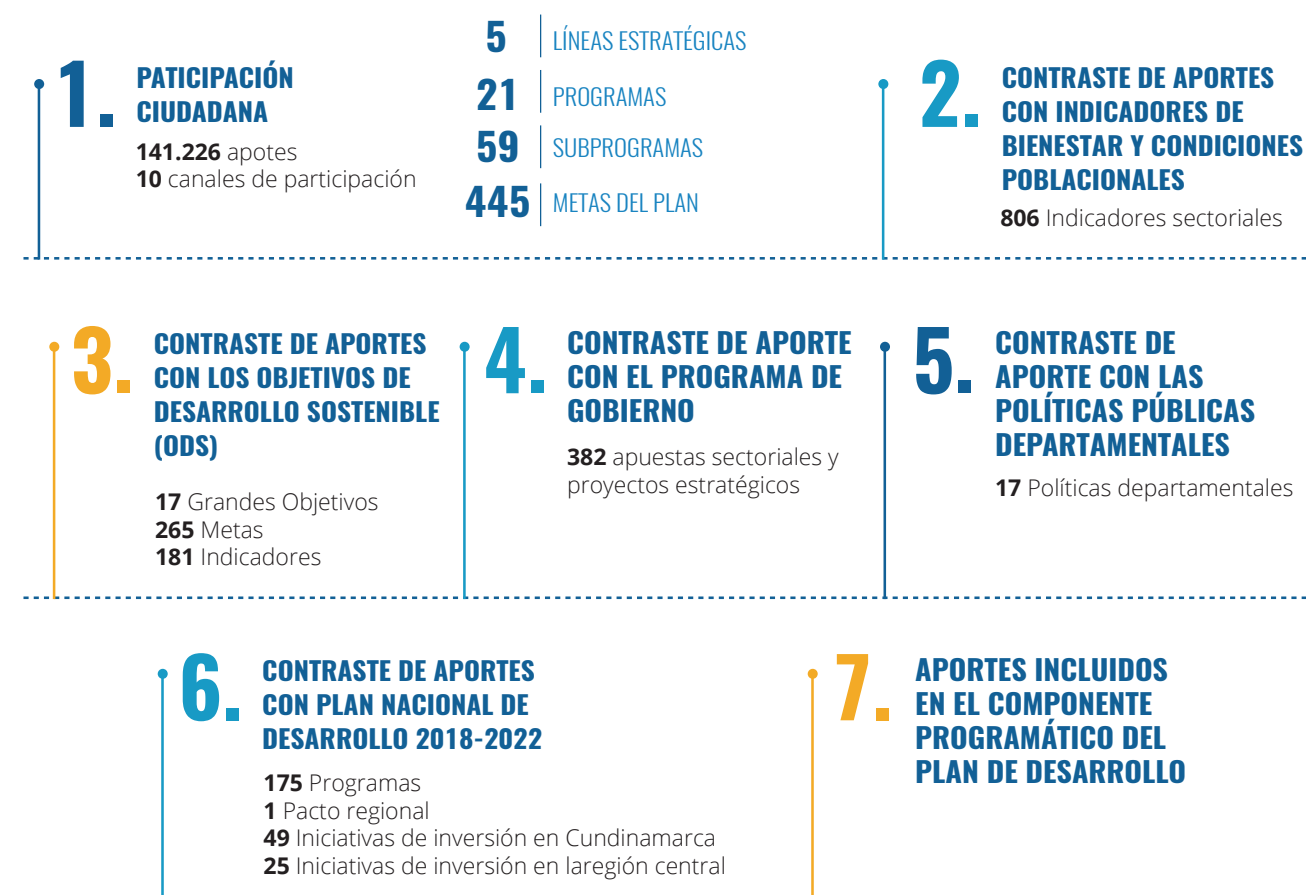 1.
PATICIPACIÓN
CIUDADANA
141.226 apotes
10 canales de participación
5 LÍNEAS ESTRATÉGICAS
21 PROGRAMAS
59 SUBPROGRAMAS
445 METAS DEL PLAN
2.
CONTRASTE DE APORTES
CON INDICADORES DE
BIENESTAR Y CONDICIONES
POBLACIONALES
806 Indicadores sectoriales
3.
CONTRASTE DE APORTES
CON LOS OBJETIVOS DE
DESARROLLO SOSTENIBLE
(ODS)
17 Grandes Objetivos
265 Metas
181 Indicadores
4.
CONTRASTE DE APORTE
CON EL PROGRAMA DE
GOBIERNO
382 apuestas sectoriales y
proyectos estratégicos
5.
CONTRASTE DE
APORTE CON LAS
POLÍTICAS PÚBLICAS
DEPARTAMENTALES
17 Políticas departamentales
6.
CONTRASTE DE APORTES
CON PLAN NACIONAL DE
DESARROLLO 2018-2022
175 Programas
1 Pacto regional
49 Iniciativas de inversión en Cundinamarca
25 Iniciativas de inversión en laregión central
7.
APORTES INCLUIDOS
EN EL COMPONENTE
PROGRAMÁTICO DEL
PLAN DE DESARROLLO